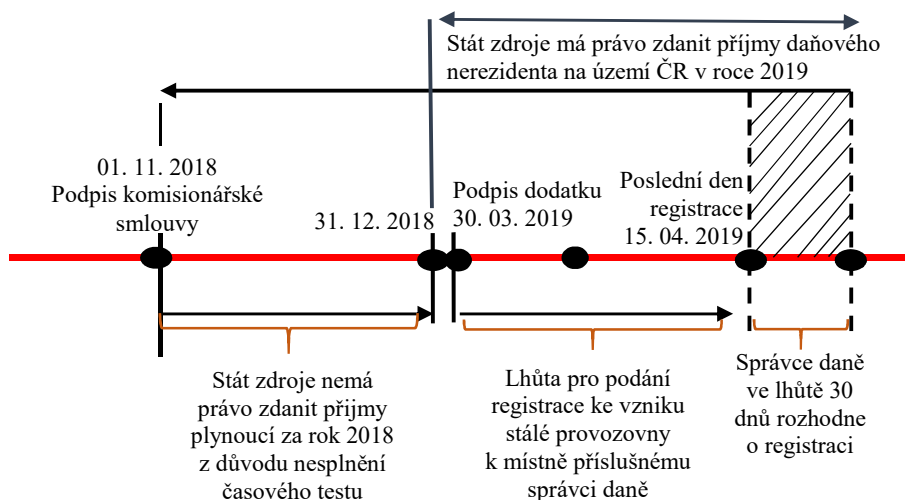 Stát zdroje má právo zdanit příjmy daňového
nerezidenta na území ČR v roce 2019
01. 11. 2018
Podpis komisionářské
smlouvy
31. 12. 2018
Podpis dodatku
30. 03. 2019
Poslední den
registrace
15. 04. 2019
Stát zdroje nemá
právo zdanit přijmy
plynoucí za rok 2018
z důvodu nesplnění
časového testu
Lhůta pro podání
registrace ke vzniku
stálé provozovny
k místně příslušnému
správci daně
Správce daně
ve lhůtě 30
dnů rozhodne
o registraci